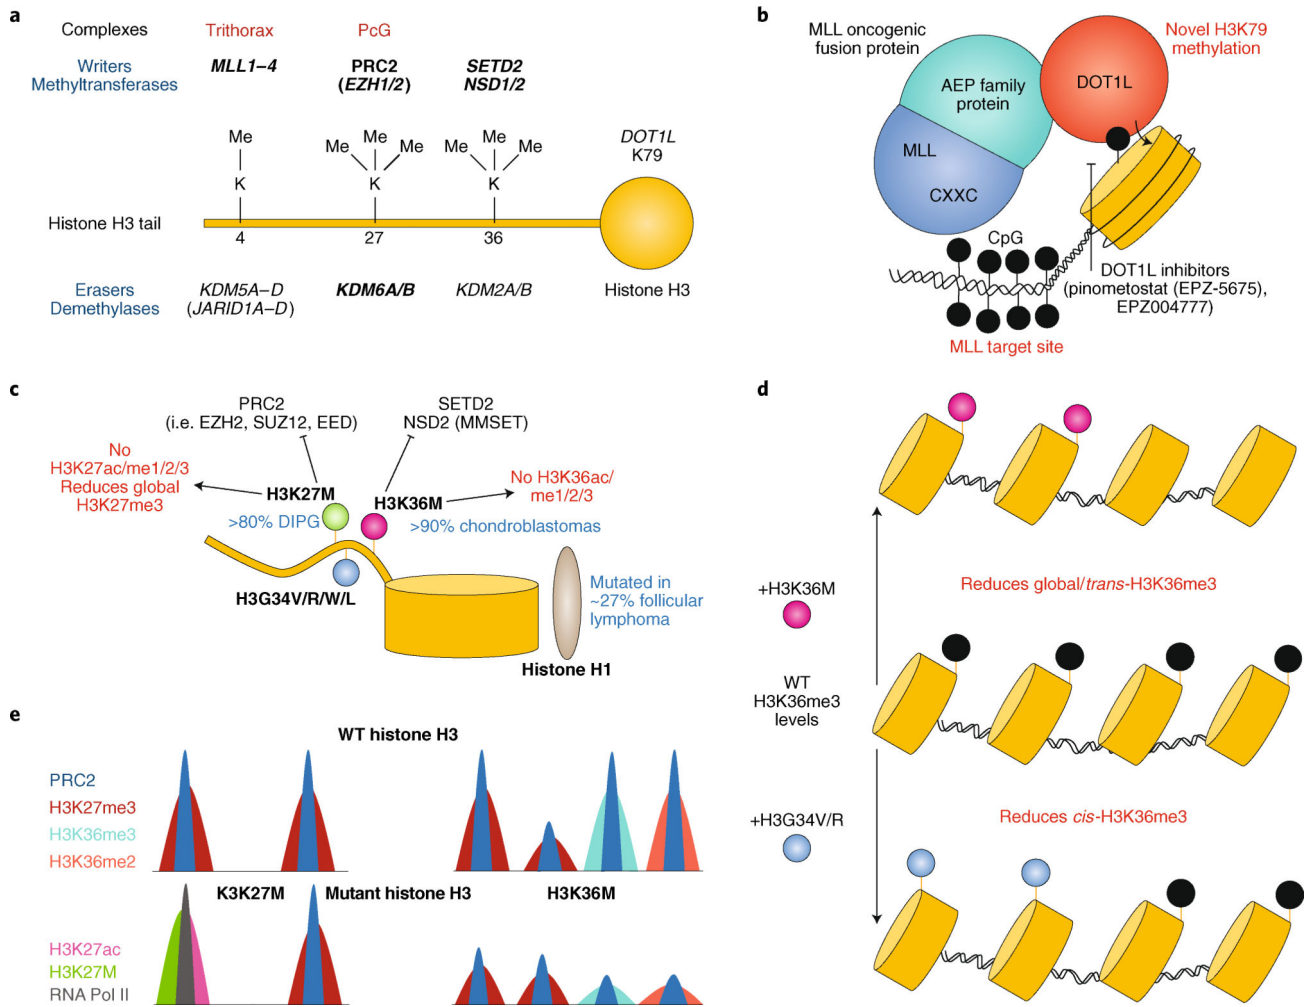 a
Complexes Trithorax PcG
Writers
Methyltransferases
MLL1–4
PRC2
(EZH1/2)
SETD2
NSD1/2
Me
Me Me Me
Me Me Me
K
K
K
DOT1L
K79
Histone H3 tail
4
27
36
Erasers
Demethylases
KDM5A–D
(JARID1A–D)
KDM6A/B
KDM2A/B
Histone H3
b
MLL oncogenic
fusion protein
Novel H3K79
methylation
AEP family
protein
DOT1L
MLL
CXXC
CpG
DOT1L inhibitors
(pinometostat (EPZ-5675),
EPZ004777)
MLL target site
c
PRC2
(i.e. EZH2, SUZ12, EED)
SETD2
NSD2 (MMSET)
No
H3K27ac/me1/2/3
Reduces global
H3K27me3
H3K27M
H3K36M
No H3K36ac/
me1/2/3
>80% DIPG
>90% chondroblastomas
H3G34V/R/W/L
Mutated in
~27% follicular
lymphoma
Histone H1
d
+H3K36M
Reduces global/trans-H3K36me3
WT
H3K36me3
levels
+H3G34V/R
Reduces cis-H3K36me3
e
WT histone H3
PRC2
H3K27me3
H3K36me3
H3K36me2
K3K27M Mutant histone H3 H3K36M
H3K27ac
H3K27M
RNA Pol II